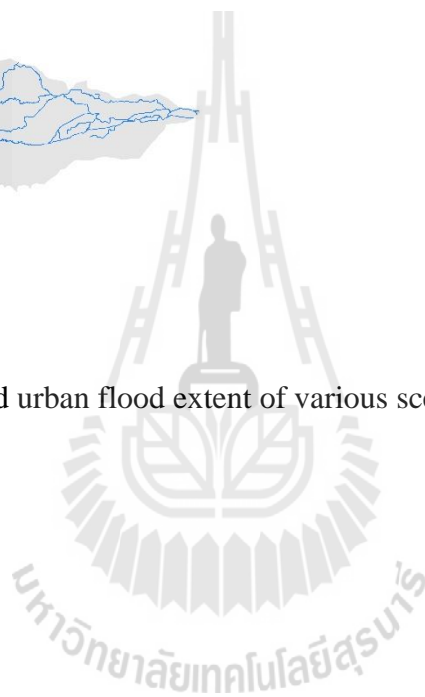 d urban flood extent of various sce
มหาวิทยาลัยเทคโนโลยีสุรนารี